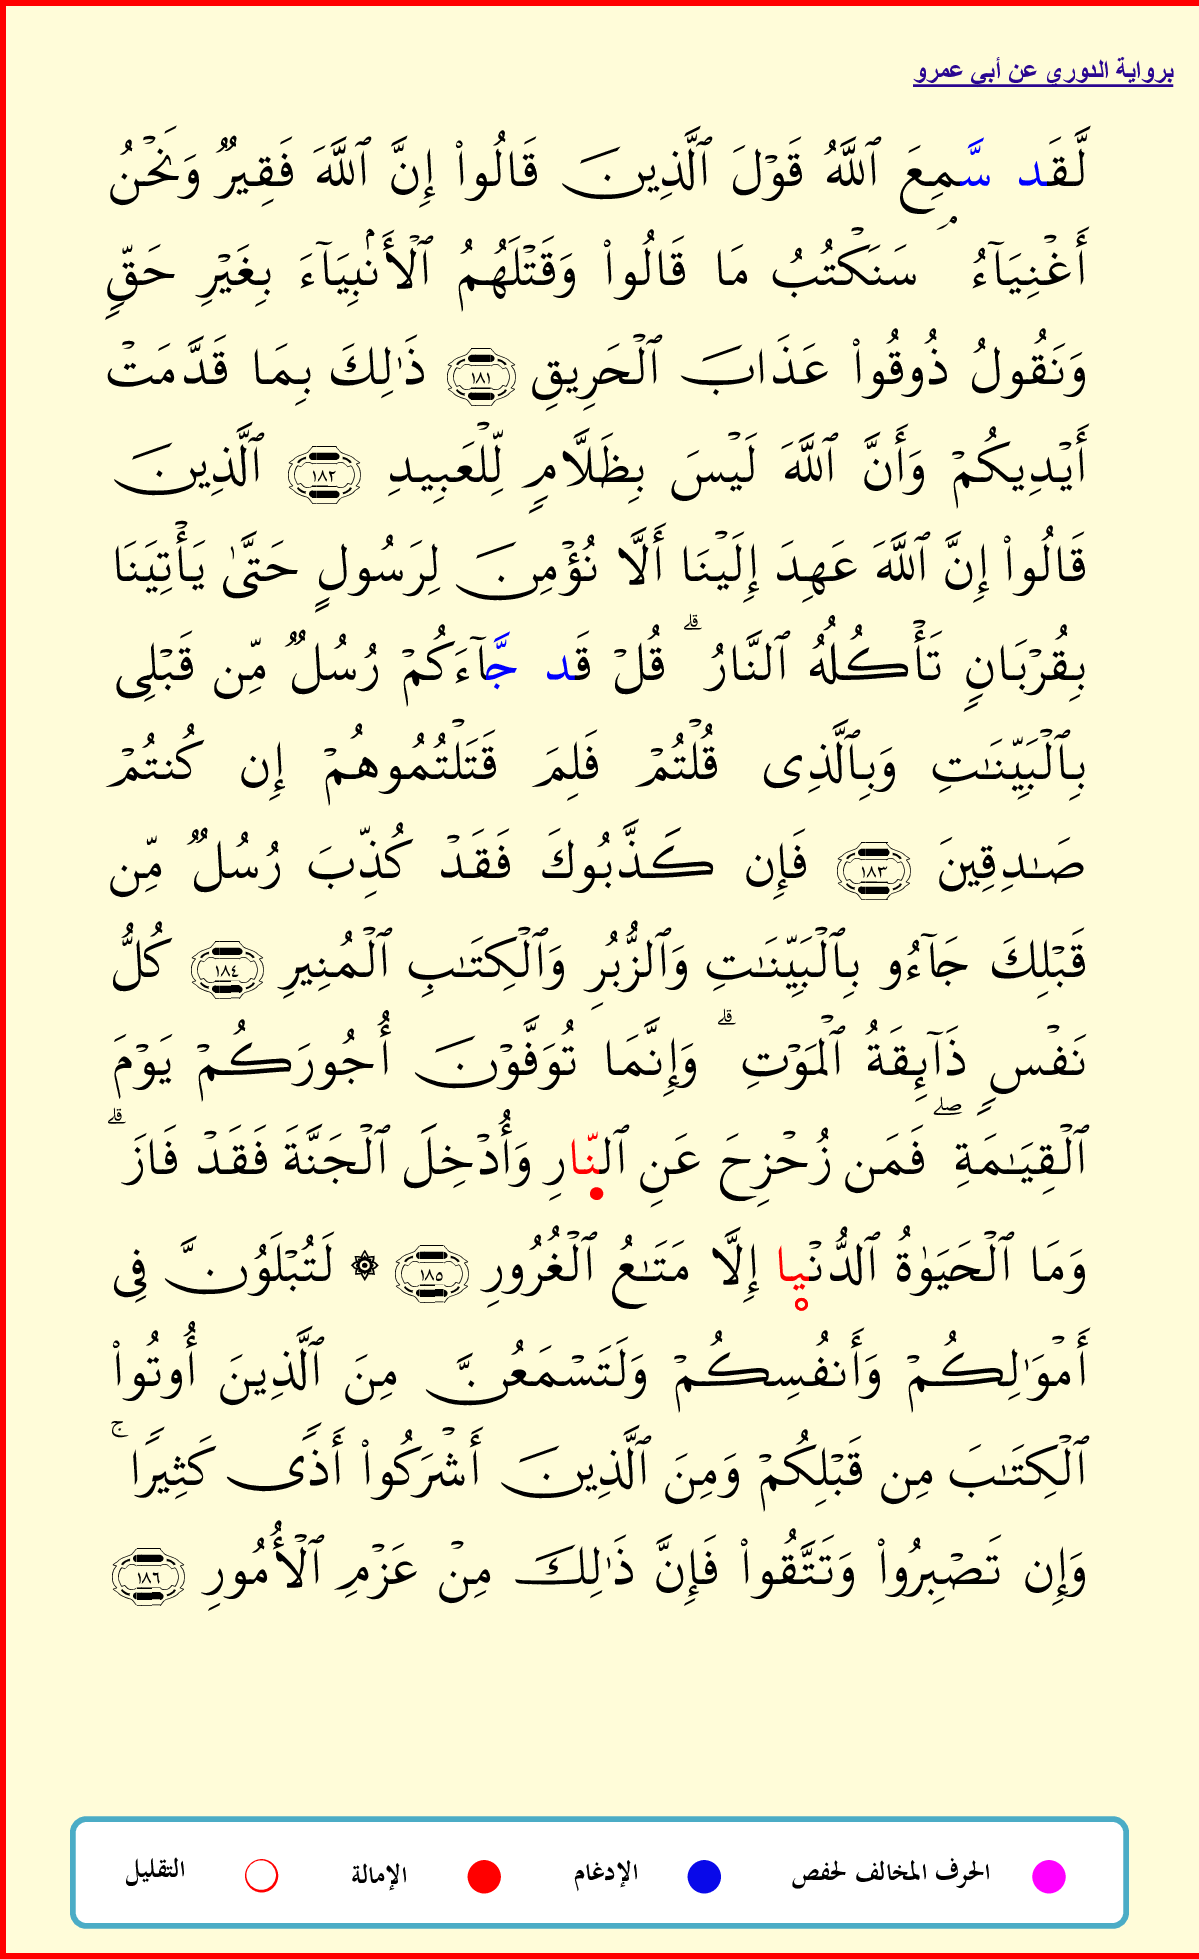 برواية الدوري عن أبي عمرو
لَّقَد سَّمِعَ ٱللَّهُ قَوْلَ ٱلَّذِينَ قَالُوا۟ إِنَّ ٱللَّهَ فَقِيرٌ وَنَحْنُ
أَغْنِيَآءُ ۘ سَنَكْتُبُ مَا قَالُوا۟ وَقَتْلَهُمُ ٱلْأَنۢبِيَآءَ بِغَيْرِ حَقٍّ
وَنَقُولُ ذُوقُوا۟ عَذَابَ ٱلْحَرِيقِ ١٨١ ذَٰلِكَ بِمَا قَدَّمَتْ
أَيْدِيكُمْ وَأَنَّ ٱللَّهَ لَيْسَ بِظَلَّامٍ لِّلْعَبِيدِ ١٨٢ ٱلَّذِينَ
قَالُوا۟ إِنَّ ٱللَّهَ عَهِدَ إِلَيْنَا أَلَّا نُؤْمِنَ لِرَسُولٍ حَتَّىٰ يَأْتِيَنَا
بِقُرْبَانٍ تَأْكُلُهُ ٱلنَّارُ ۗ قُلْ قَد جَّآءَكُمْ رُسُلٌ مِّن قَبْلِى
بِٱلْبَيِّنَٰتِ وَبِٱلَّذِى قُلْتُمْ فَلِمَ قَتَلْتُمُوهُمْ إِن كُنتُمْ
صَٰدِقِينَ ١٨٣ فَإِن كَذَّبُوكَ فَقَدْ كُذِّبَ رُسُلٌ مِّن
قَبْلِكَ جَآءُو بِٱلْبَيِّنَٰتِ وَٱلزُّبُرِ وَٱلْكِتَٰبِ ٱلْمُنِيرِ ١٨٤ كُلُّ
نَفْسٍ ذَآئِقَةُ ٱلْمَوْتِ ۗ وَإِنَّمَا تُوَفَّوْنَ أُجُورَكُمْ يَوْمَ
ٱلْقِيَٰمَةِ ۖ فَمَن زُحْزِحَ عَنِ ٱلنّارِ وَأُدْخِلَ ٱلْجَنَّةَ فَقَدْ فَازَ ۗ
وَمَا ٱلْحَيَوٰةُ ٱلدُّنْيا إِلَّا مَتَٰعُ ٱلْغُرُورِ ١٨٥ ۞ لَتُبْلَوُنَّ فِى
أَمْوَٰلِكُمْ وَأَنفُسِكُمْ وَلَتَسْمَعُنَّ مِنَ ٱلَّذِينَ أُوتُوا۟
ٱلْكِتَٰبَ مِن قَبْلِكُمْ وَمِنَ ٱلَّذِينَ أَشْرَكُوا۟ أَذًى كَثِيرًا ۚ
وَإِن تَصْبِرُوا۟ وَتَتَّقُوا۟ فَإِنَّ ذَٰلِكَ مِنْ عَزْمِ ٱلْأُمُورِ ١٨٦
الحرف المخالف لحفص الإدغام الإمالة التقليل